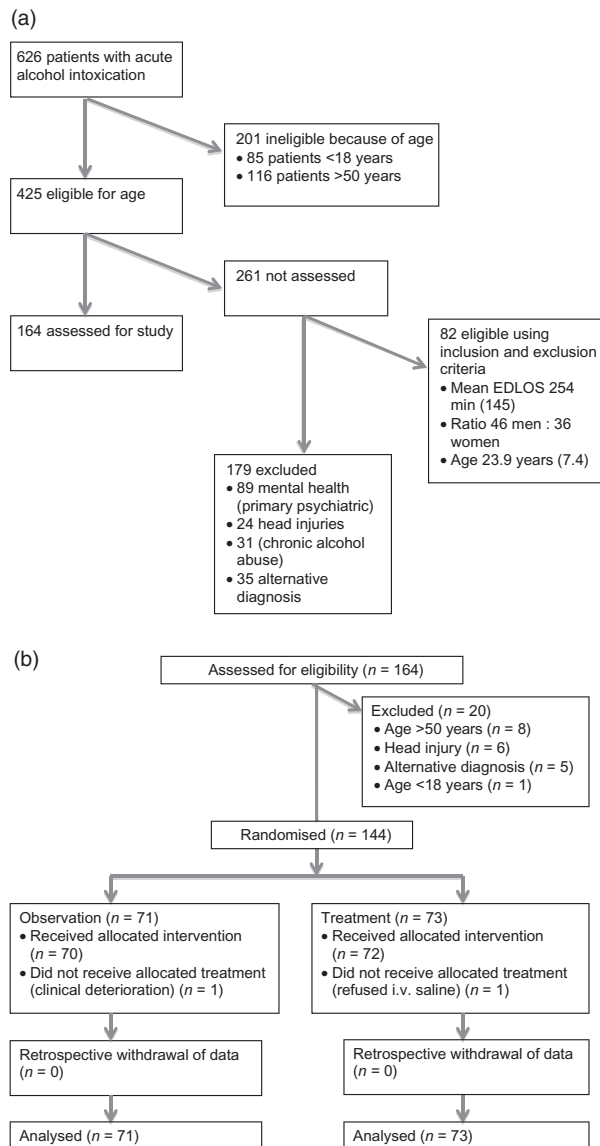 (a)
626 patients with acute
alcohol intoxication
201 ineligible because of age
• 85 patients <18 years
• 116 patients >50 years
425 eligible for age
261 not assessed
164 assessed for study
82 eligible using
inclusion and exclusion
criteria
• Mean EDLOS 254
min (145)
• Ratio 46 men : 36
women
• Age 23.9 years (7.4)
179 excluded
• 89 mental health
(primary psychiatric)
• 24 head injuries
• 31 (chronic alcohol
abuse)
• 35 alternative
diagnosis
(b)
Assessed for eligibility (n = 164)
Excluded (n = 20)
• Age >50 years (n = 8)
• Head injury (n = 6)
• Alternative diagnosis (n = 5)
• Age <18 years (n = 1)
Randomised (n = 144)
Observation (n = 71)
• Received allocated intervention
(n = 70)
• Did not receive allocated treatment
(clinical deterioration) (n = 1)
Treatment (n = 73)
• Received allocated intervention
(n = 72)
• Did not receive allocated treatment
(refused i.v. saline) (n = 1)
Retrospective withdrawal of data
(n = 0)
Retrospective withdrawal of data
(n = 0)
Analysed (n = 71)
Analysed (n = 73)